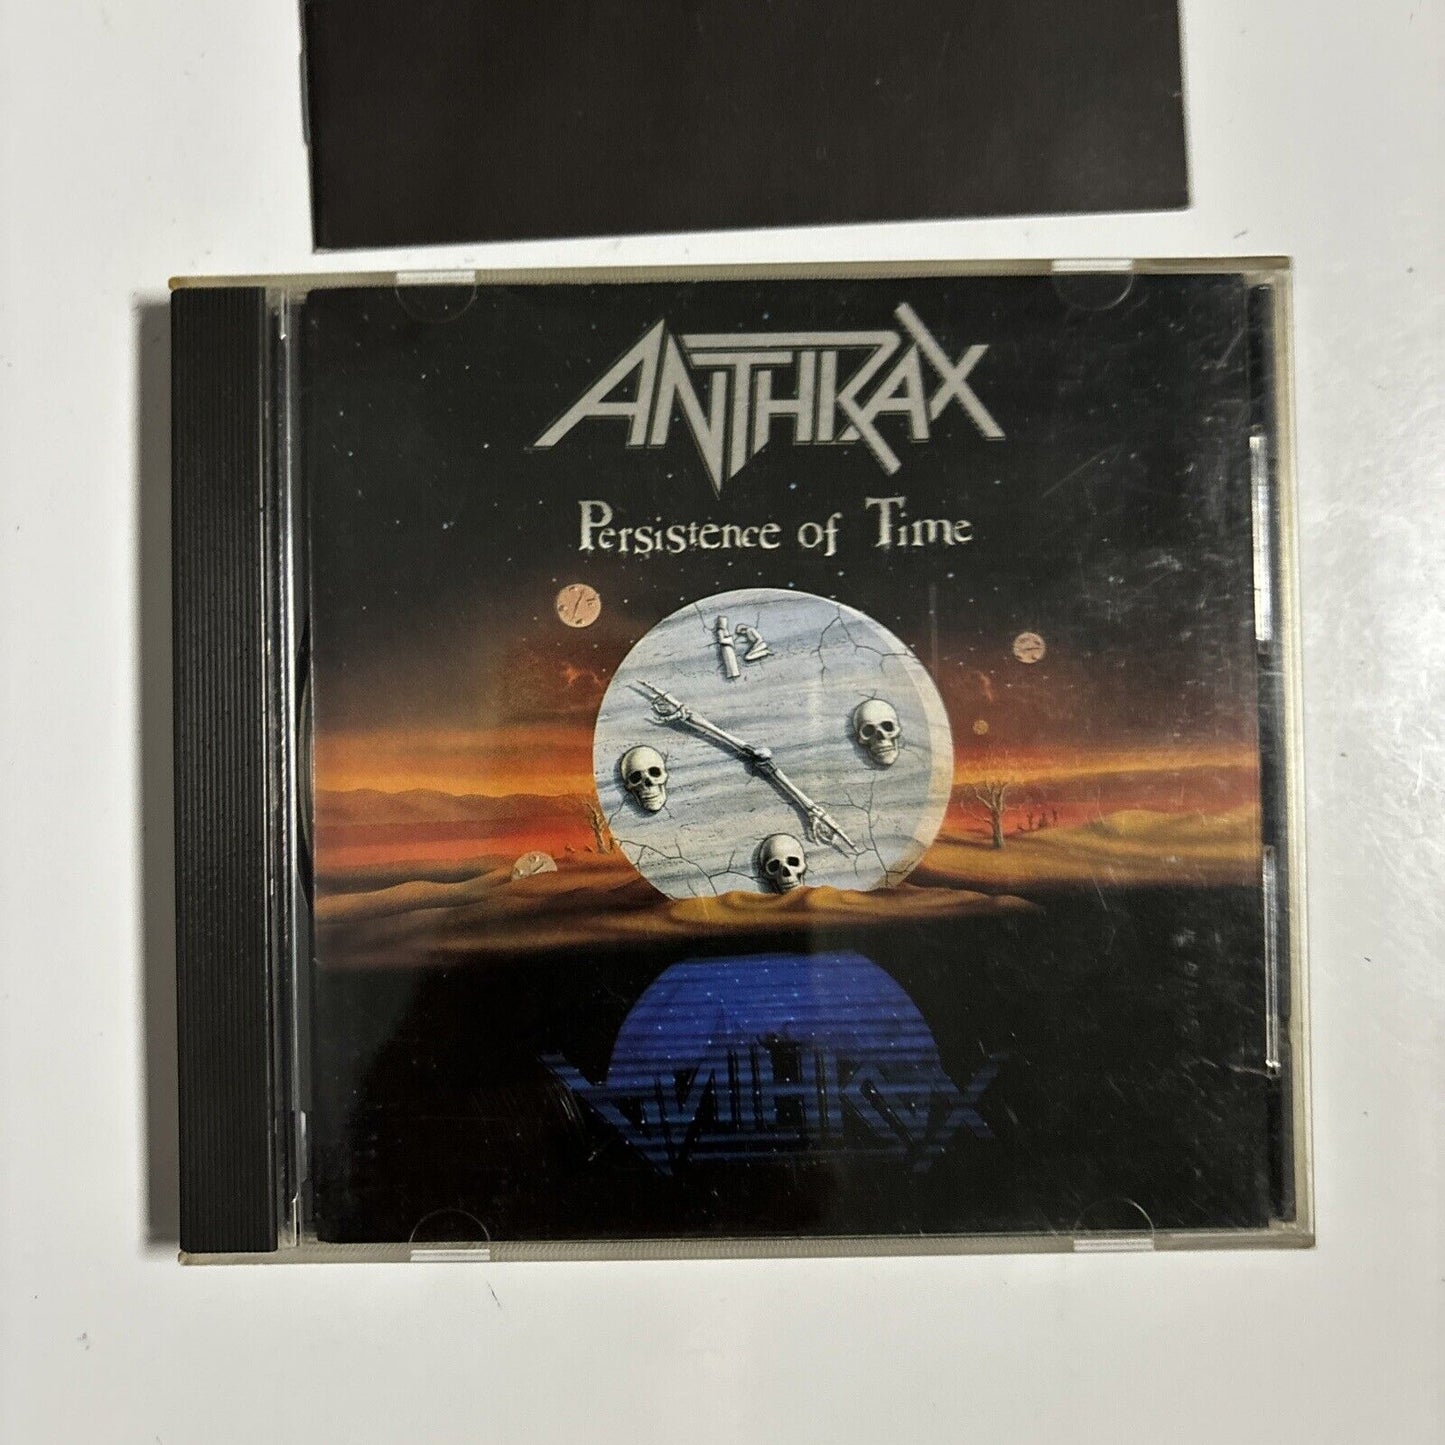 ANTHRAX
Persistence of Time
12
ANTHRAX